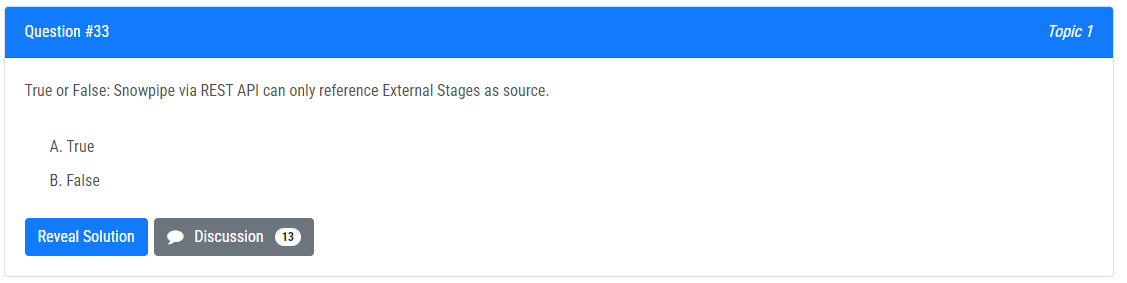 Question #33
Topic 1
True or False: Snowpipe via REST API can only reference External Stages as source.
A. True
B. False
Reveal Solution
Discussion 13